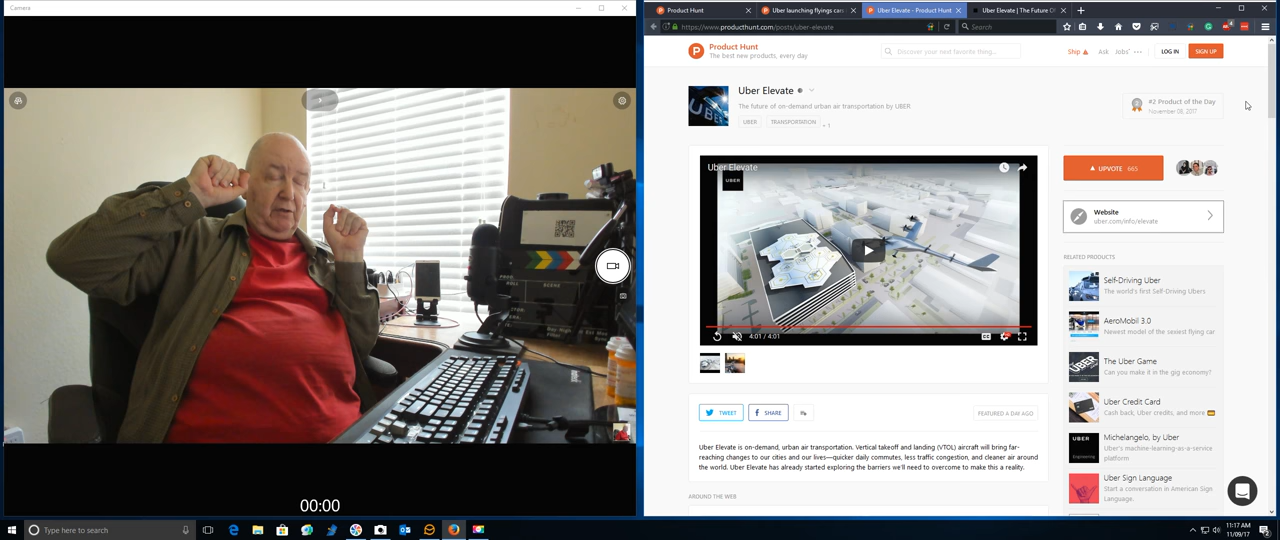 Camera
00:00
Product Hunt
Uber launching flyings cars
Uber Elevate - Product Hunt
Uber Elevate | The Future Of
https://www.producthunt.com/posts/uber-elevate
Search
Product Hunt
The best new products, every day
Discover your next favorite thing...
Ship
Ask
Jobs
LOG IN
SIGN UP
Uber Elevate
The future of on-demand urban air transportation by UBER
UBER
TRANSPORTATION
+ 1
#2 Product of the Day
November 08, 2017
Uber Elevate
UBER
4:01 / 4:01
UPVOTE 665
Website
uber.com/info/elevate
RELATED PRODUCTS
Self-Driving Uber
The world's first Self-Driving Ubers
AeroMobil 3.0
Newest model of the sexiest flying car
The Uber Game
Can you make it in the gig economy?
Uber Credit Card
Cash back, Uber credits, and more
UBER
Engineering
Michelangelo, by Uber
Uber's machine-learning-as-a-service
platform
Uber Sign Language
Start a conversation in American Sign
Language.
TWEET
SHARE
FEATURED A DAY AGO
Uber Elevate is on-demand, urban air transportation. Vertical takeoff and landing (VTOL) aircraft will bring far-
reaching changes to our cities and our lives—quicker daily commutes, less traffic congestion, and cleaner air around
the world. Uber Elevate has already started exploring the barriers we'll need to overcome to make this a reality.
AROUND THE WEB
Type here to search
11:17 AM
11/09/17